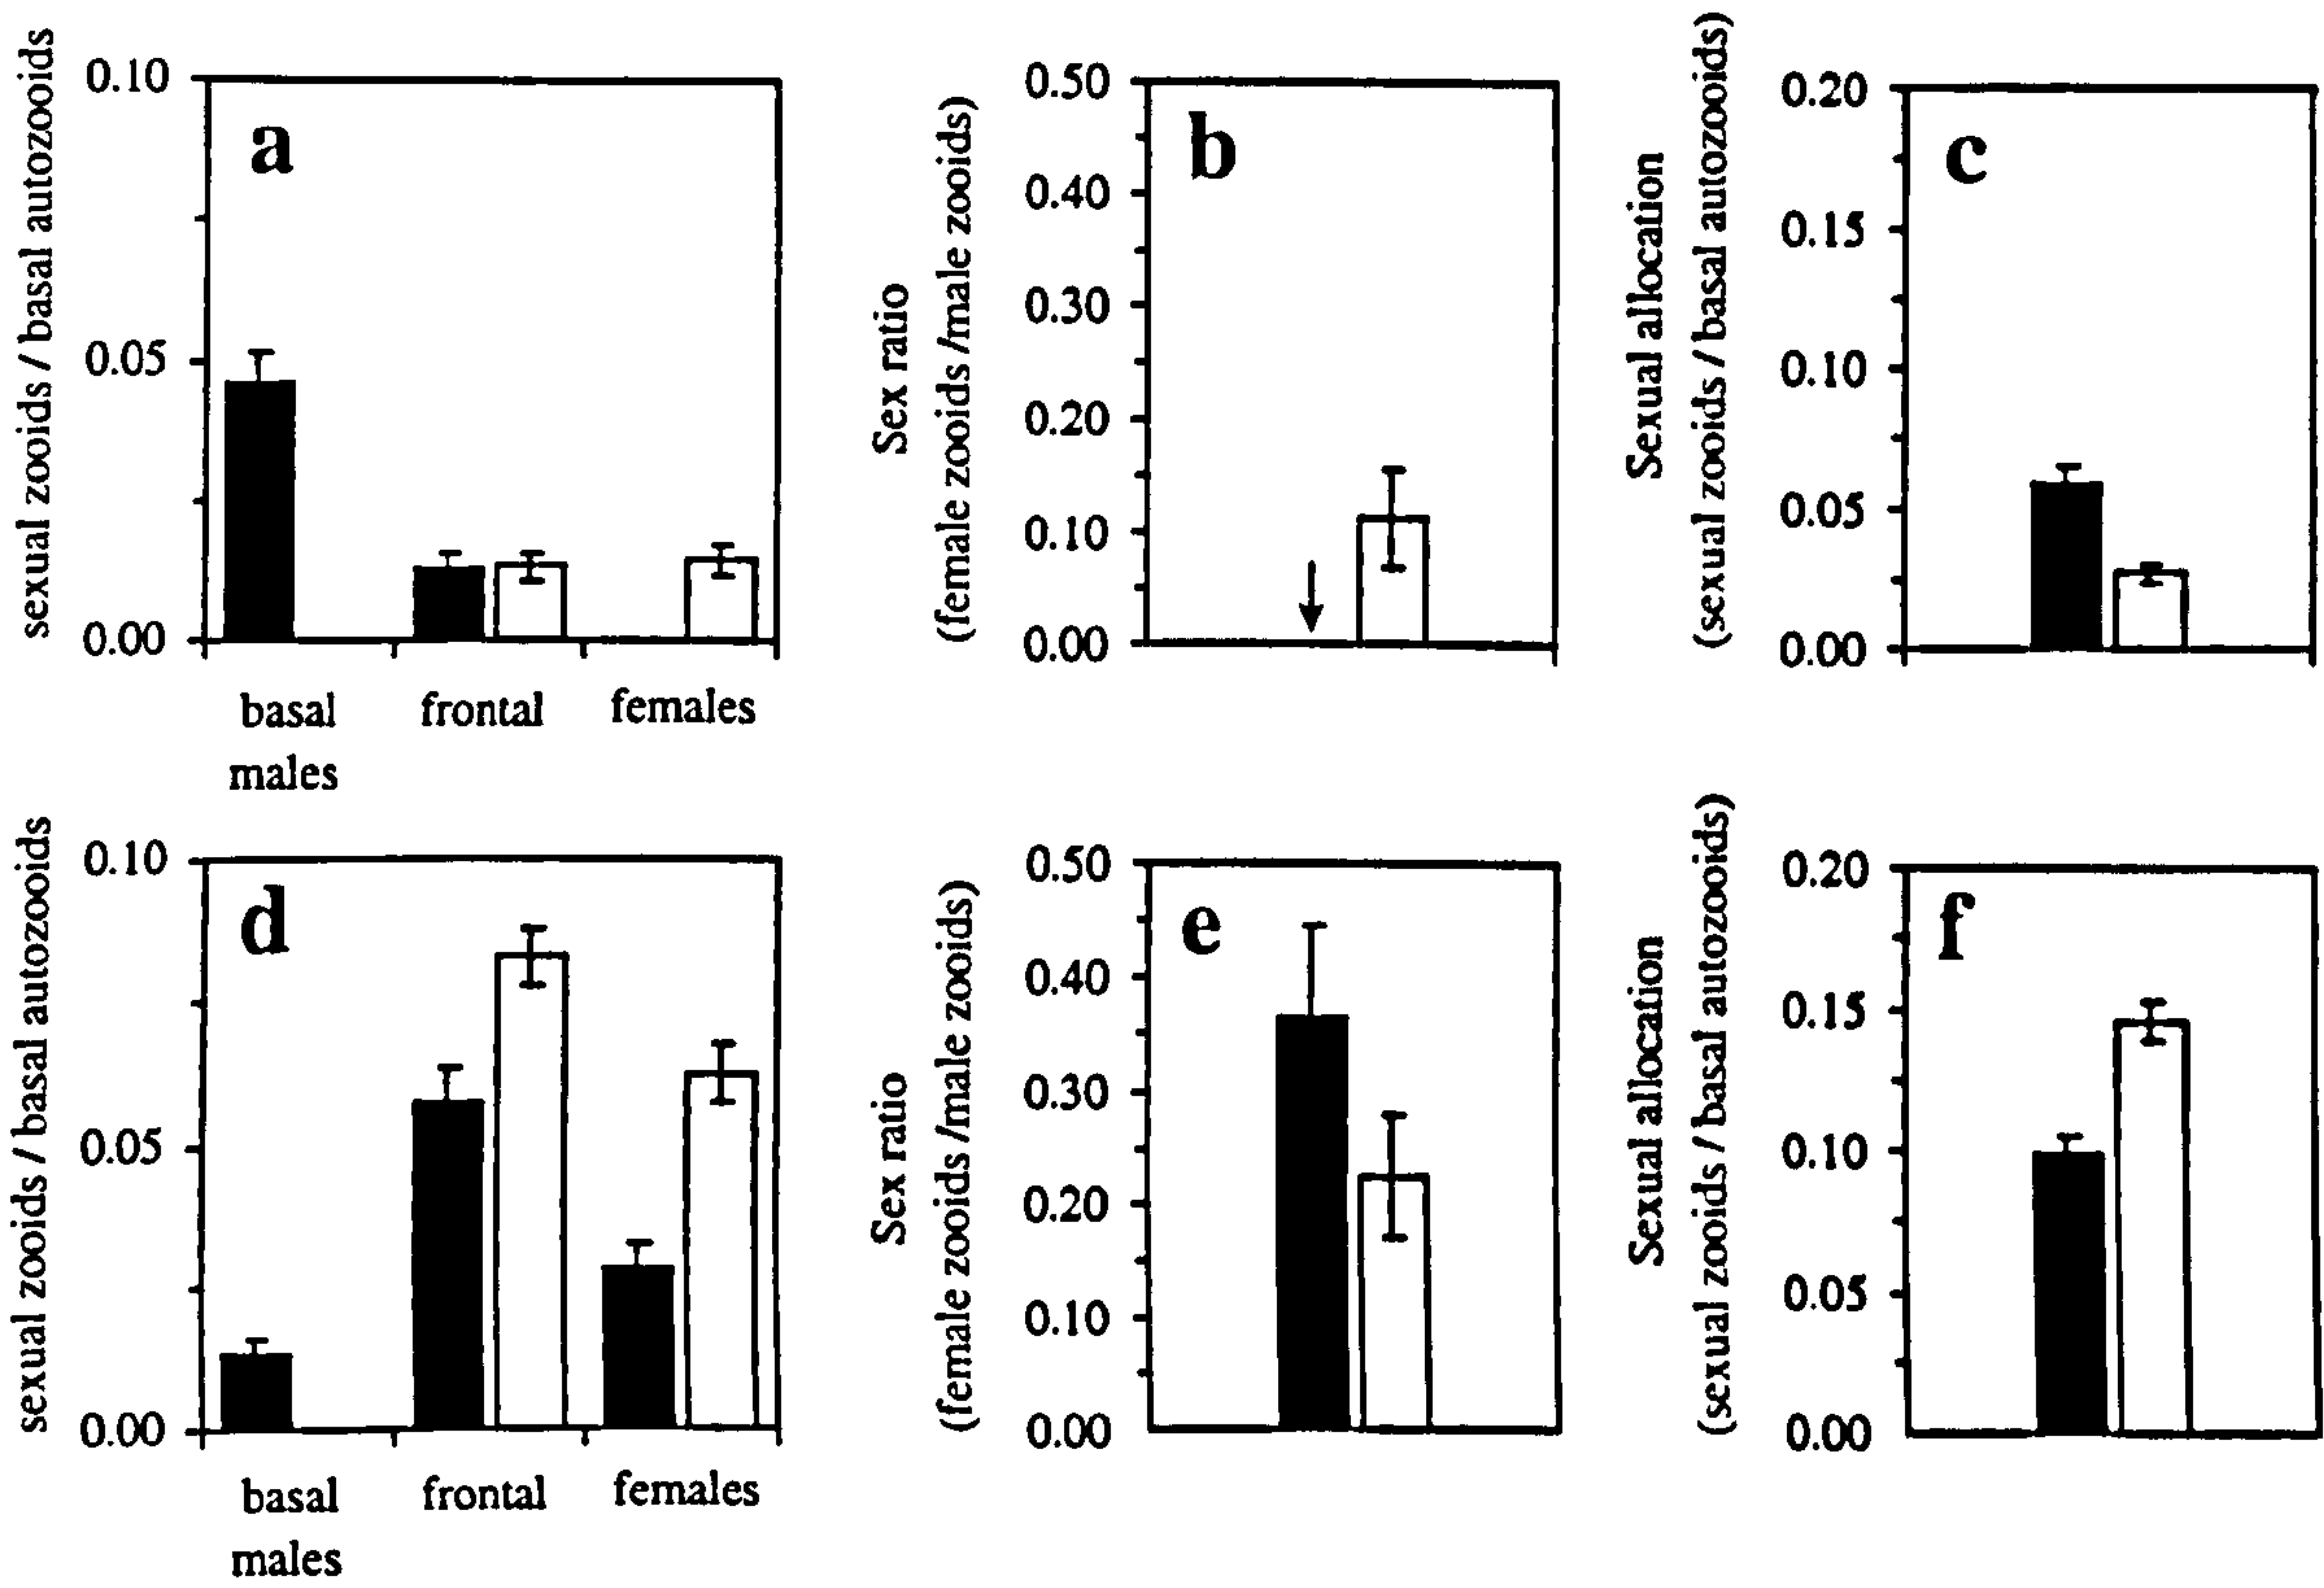 sexual zooids / basal autozooids
0.10
0.05
0.00
a
basal
males
frontal
females
Sex ratio
(female zooids /male zooids)
0.50
0.40
0.30
0.20
0.10
0.00
b
Sexual allocation
(sexual zooids / basal autozooids)
0.20
0.15
0.10
0.05
0.00
c
sexual zooids / basal autozooids
0.10
0.05
0.00
d
basal
males
frontal
females
Sex ratio
(female zooids /male zooids)
0.50
0.40
0.30
0.20
0.10
0.00
e
Sexual allocation
(sexual zooids / basal autozooids)
0.20
0.15
0.10
0.05
0.00
f